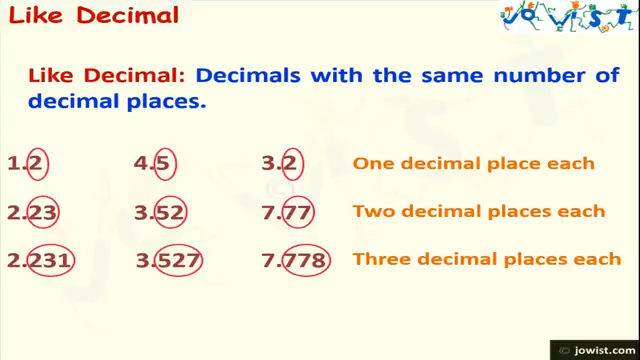 Like Decimal
JOWIST
Like Decimal: Decimals with the same number of
decimal places.
1.2 4.5 3.2 One decimal place each
2.23 3.52 7.77 Two decimal places each
2.231 3.527 7.778 Three decimal places each
© jowist.com